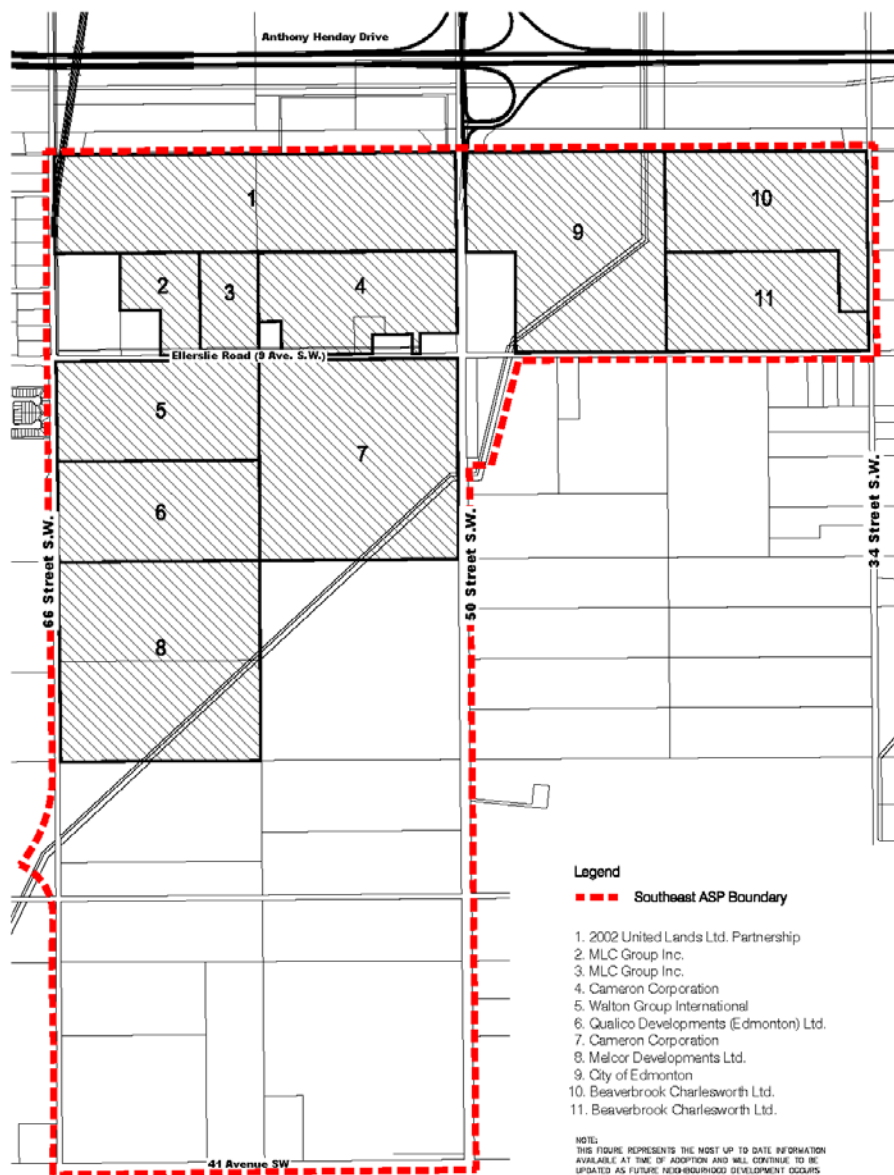 Anthony Henday Drive
1
10
9
2
3
4
11
Ellerslie Road (9 Ave. S.W.)
5
7
6
66 Street S.W.
50 Street S.W.
34 Street S.W.
8
Legend
Southeast ASP Boundary
1. 2002 United Lands Ltd. Partnership
2. MLC Group Inc.
3. MLC Group Inc.
4. Cameron Corporation
5. Walton Group International
6. Qualico Developments (Edmonton) Ltd.
7. Cameron Corporation
8. Melcor Developments Ltd.
9. City of Edmonton
10. Beaverbrook Charlesworth Ltd.
11. Beaverbrook Charlesworth Ltd.
NOTE:
THIS FIGURE REPRESENTS THE MOST UP TO DATE INFORMATION
AVAILABLE AT TIME OF ADOPTION AND WILL CONTINUE TO BE
UPDATED AS FUTURE NEIGHBOURHOOD DEVELOPMENT OCCURS
41 Avenue SW